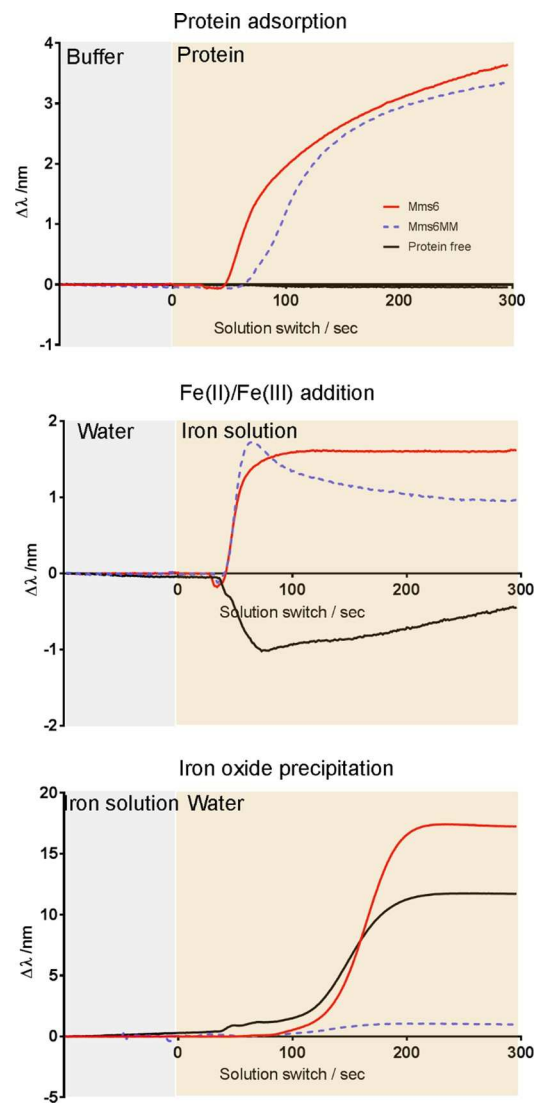 Protein adsorption
Buffer Protein
4
3
2
1
0
-1
Δλ /nm
Mms6
Mms6MM
Protein free
0 100 200 300
Solution switch / sec
Fe(II)/Fe(III) addition
Water Iron solution
2
1
0
-1
-2
Δλ /nm
0 100 200 300
Solution switch / sec
Iron oxide precipitation
Iron solution Water
20
15
10
5
0
-5
Δλ /nm
0 100 200 300
Solution switch / sec